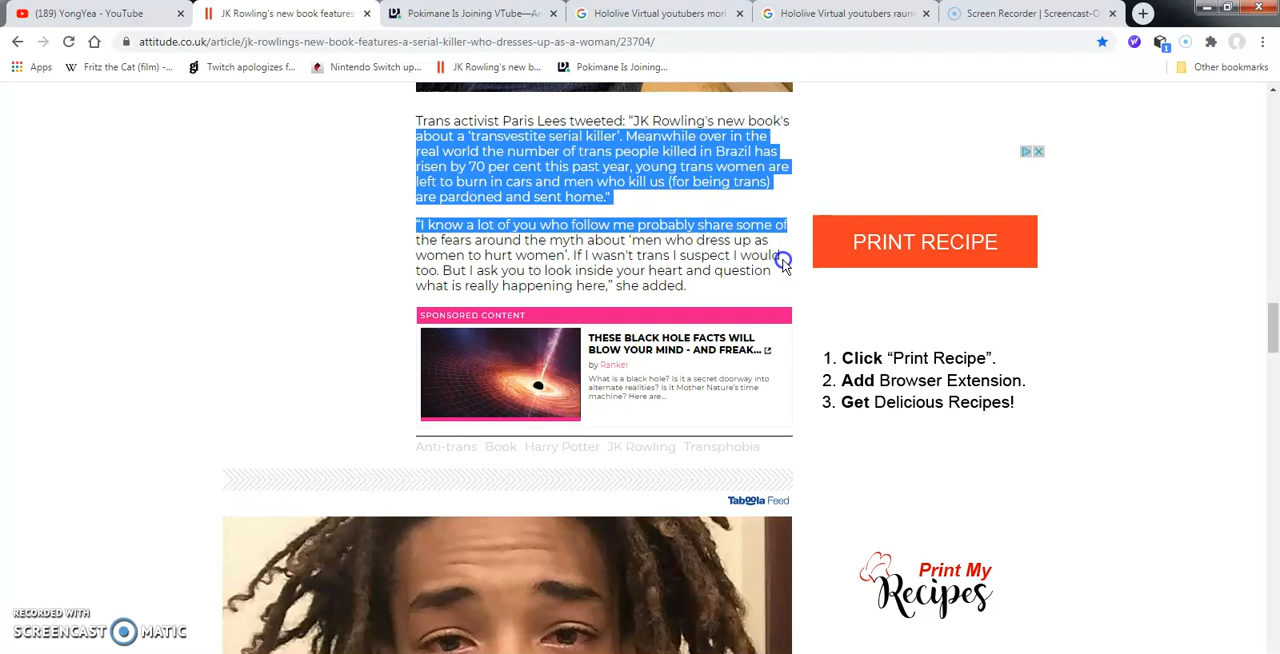 (189) YongYea - YouTube
JK Rowling's new book features
Pokimane Is Joining VTube—An
Hololive Virtual youtubers mor
Hololive Virtual youtubers raun
Screen Recorder | Screencast-O
attitude.co.uk/article/jk-rowlings-new-book-features-a-serial-killer-who-dresses-up-as-a-woman/23704/
1
Apps
W
Fritz the Cat (film) -...
Twitch apologizes f...
Nintendo Switch up...
JK Rowling's new b...
Pokimane Is Joining...
Other bookmarks
Trans activist Paris Lees tweeted: “JK Rowling's new book's
about a ‘transvestite serial killer’. Meanwhile over in the
real world the number of trans people killed in Brazil has
risen by 70 per cent this past year, young trans women are
left to burn in cars and men who kill us (for being trans)
are pardoned and sent home."
“I know a lot of you who follow me probably share some of
the fears around the myth about ‘men who dress up as
women to hurt women’. If I wasn't trans I suspect I would
too. But I ask you to look inside your heart and question
what is really happening here,” she added.
PRINT RECIPE
SPONSORED CONTENT
THESE BLACK HOLE FACTS WILL
BLOW YOUR MIND - AND FREAK...
by Ranker
What is a black hole? Is it a secret doorway into
alternate realities? Is it Mother Nature's time
machine? Here are...
1. Click “Print Recipe”.
2. Add Browser Extension.
3. Get Delicious Recipes!
Anti-trans Book Harry Potter JK Rowling Transphobia
Taboola Feed
Print My
Recipes
RECORDED WITH
SCREENCAST MATIC